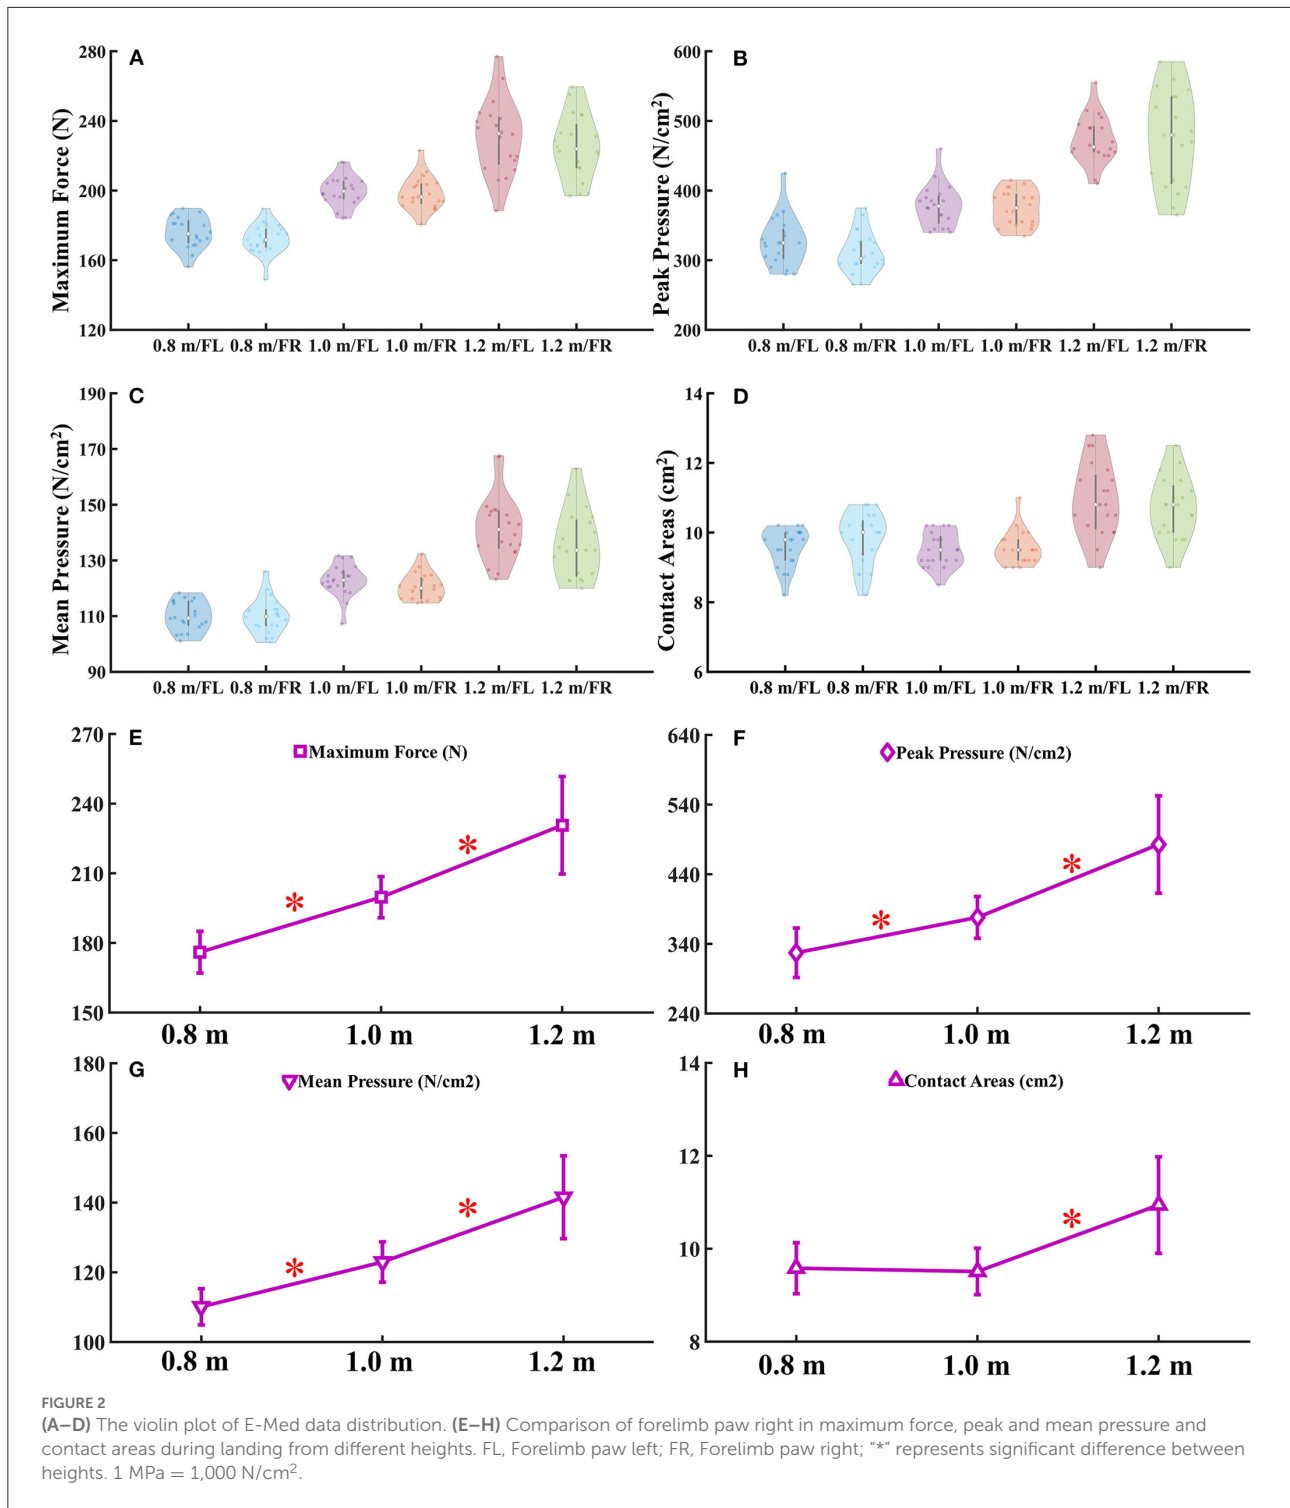 A
Maximum Force (N)
280
240
200
160
120
0.8 m/FL 0.8 m/FR 1.0 m/FL 1.0 m/FR 1.2 m/FL 1.2 m/FR
B
Peak Pressure (N/cm²)
600
500
400
300
200
0.8 m/FL 0.8 m/FR 1.0 m/FL 1.0 m/FR 1.2 m/FL 1.2 m/FR
C
Mean Pressure (N/cm²)
190
170
150
130
110
90
0.8 m/FL 0.8 m/FR 1.0 m/FL 1.0 m/FR 1.2 m/FL 1.2 m/FR
D
Contact Areas (cm²)
14
12
10
8
6
0.8 m/FL 0.8 m/FR 1.0 m/FL 1.0 m/FR 1.2 m/FL 1.2 m/FR
E
Maximum Force (N)
270
240
210
180
150
*
*
0.8 m 1.0 m 1.2 m
F
Peak Pressure (N/cm2)
640
540
440
340
240
*
*
0.8 m 1.0 m 1.2 m
G
Mean Pressure (N/cm2)
180
160
140
120
100
*
*
0.8 m 1.0 m 1.2 m
H
Contact Areas (cm2)
14
12
10
8
*
0.8 m 1.0 m 1.2 m
FIGURE 2
(A–D) The violin plot of E-Med data distribution. (E–H) Comparison of forelimb paw right in maximum force, peak and mean pressure and
contact areas during landing from different heights. FL, Forelimb paw left; FR, Forelimb paw right; "*" represents significant difference between
heights. 1 MPa = 1,000 N/cm².